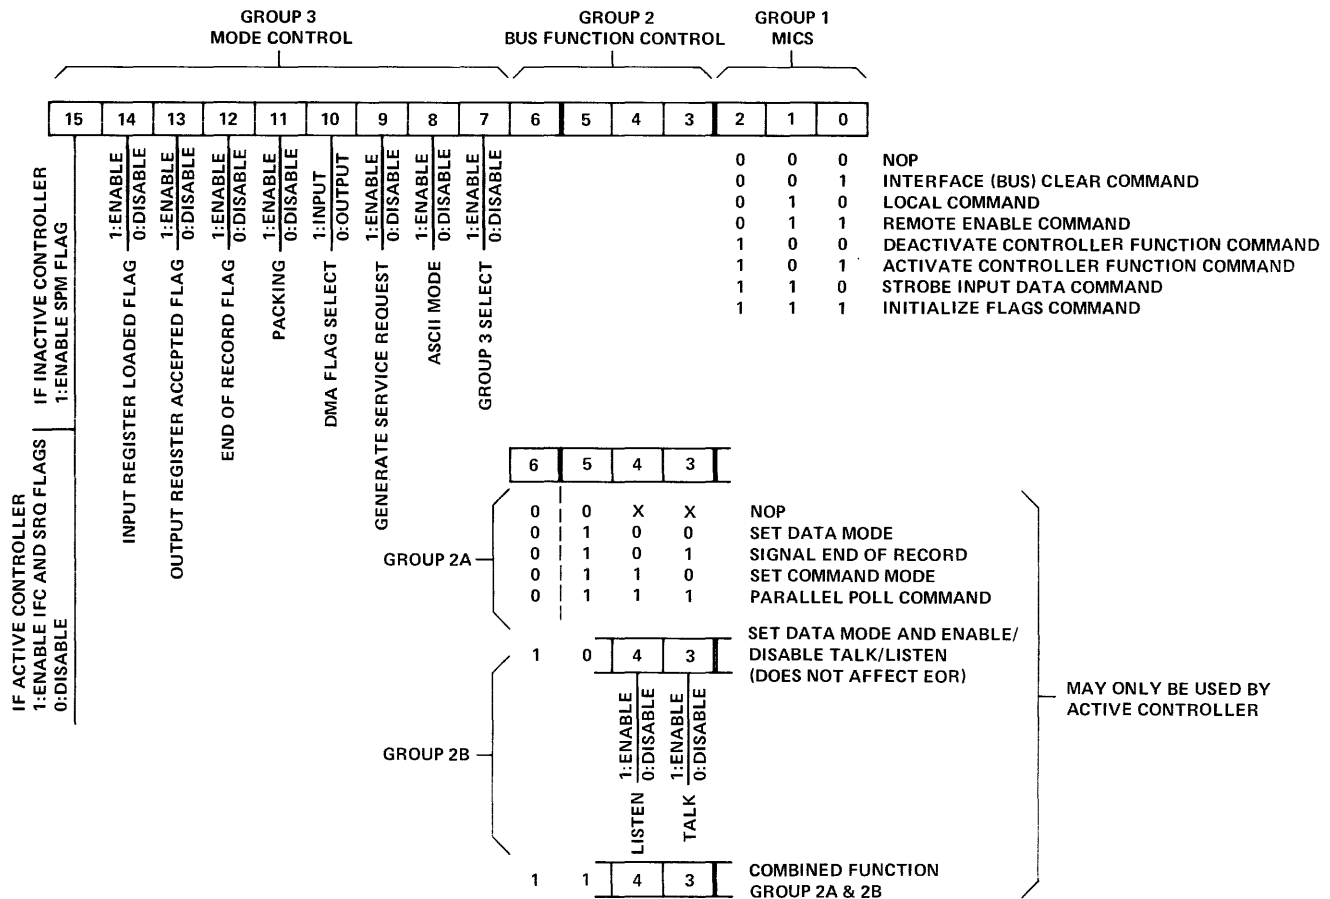 GROUP 3
MODE CONTROL
GROUP 2
BUS FUNCTION CONTROL
GROUP 1
MICS
15 14 13 12 11 10 9 8 7 6 5 4 3 2 1 0
IF INACTIVE CONTROLLER
1:ENABLE SPM FLAG
IF ACTIVE CONTROLLER
1:ENABLE IFC AND SRQ FLAGS
0:DISABLE
1:ENABLE
0:DISABLE
INPUT REGISTER LOADED FLAG
1:ENABLE
0:DISABLE
OUTPUT REGISTER ACCEPTED FLAG
1:ENABLE
0:DISABLE
END OF RECORD FLAG
1:ENABLE
0:DISABLE
PACKING
1:INPUT
0:OUTPUT
DMA FLAG SELECT
1:ENABLE
0:DISABLE
GENERATE SERVICE REQUEST
1:ENABLE
0:DISABLE
ASCII MODE
1:ENABLE
0:DISABLE
GROUP 3 SELECT
0 0 0 NOP
0 0 1 INTERFACE (BUS) CLEAR COMMAND
0 1 0 LOCAL COMMAND
0 1 1 REMOTE ENABLE COMMAND
1 0 0 DEACTIVATE CONTROLLER FUNCTION COMMAND
1 0 1 ACTIVATE CONTROLLER FUNCTION COMMAND
1 1 0 STROBE INPUT DATA COMMAND
1 1 1 INITIALIZE FLAGS COMMAND
6 5 4 3
GROUP 2A
0 0 X X NOP
0 1 0 0 SET DATA MODE
0 1 0 1 SIGNAL END OF RECORD
0 1 1 0 SET COMMAND MODE
0 1 1 1 PARALLEL POLL COMMAND
GROUP 2B
1 0 4 3
SET DATA MODE AND ENABLE/
DISABLE TALK/LISTEN
(DOES NOT AFFECT EOR)
1:ENABLE
0:DISABLE
LISTEN
1:ENABLE
0:DISABLE
TALK
1 1 4 3
COMBINED FUNCTION
GROUP 2A & 2B
MAY ONLY BE USED BY
ACTIVE CONTROLLER